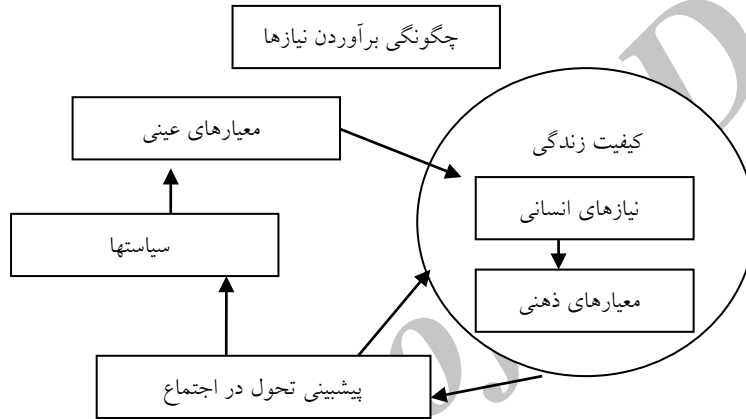 چگونگی برآوردن نیازها
معیارهای عینی
کیفیت زندگی
نیازهای انسانی
سیاستها
معیارهای ذهنی
پیشبینی تحول در اجتماع